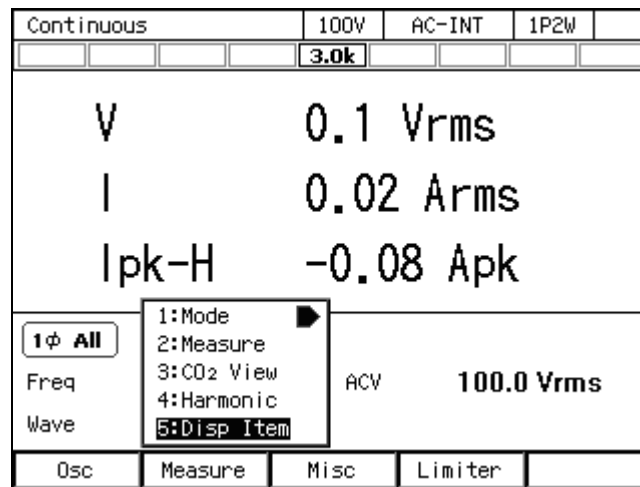 Continuous 100V AC-INT 1P2W
3.0k
V 0.1 Vrms
I 0.02 Arms
Ipk-H -0.08 Apk
1:Mode
2:Measure
3:CO₂ View
4:Harmonic
5:Disp Item
1ϕ All
Freq
Wave
ACV 100.0 Vrms
Osc Measure Misc Limiter